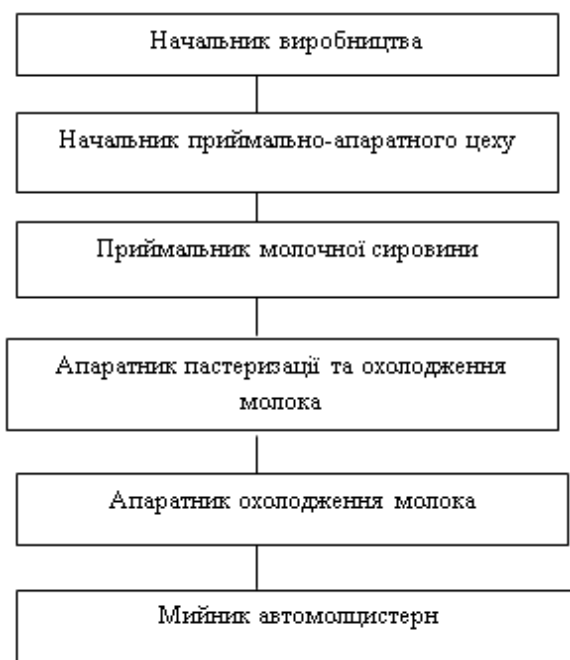 Начальник виробництва
Начальник приймально-апаратного цеху
Приймальник молочної сировини
Апаратник пастеризації та охолодження
молока
Апаратник охолодження молока
Мийник автомолцистерн